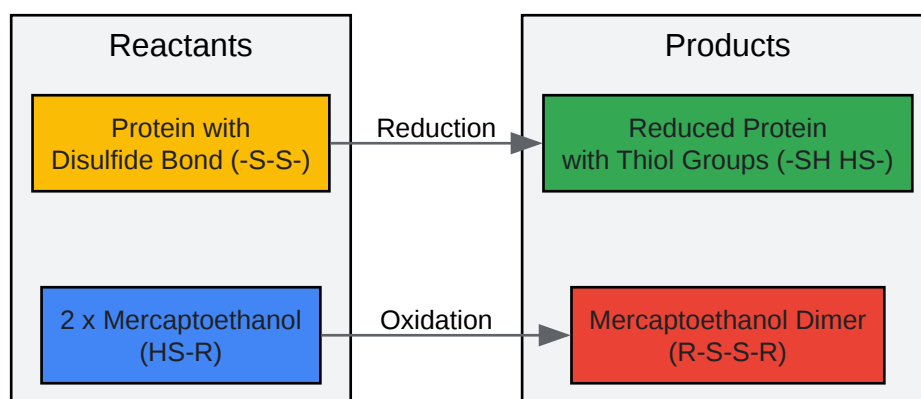 Reactants
Products
Protein with
Disulfide Bond (-S-S-)
Reduction
Reduced Protein
with Thiol Groups (-SH HS-)
2 x Mercaptoethanol
(HS-R)
Oxidation
Mercaptoethanol Dimer
(R-S-S-R)